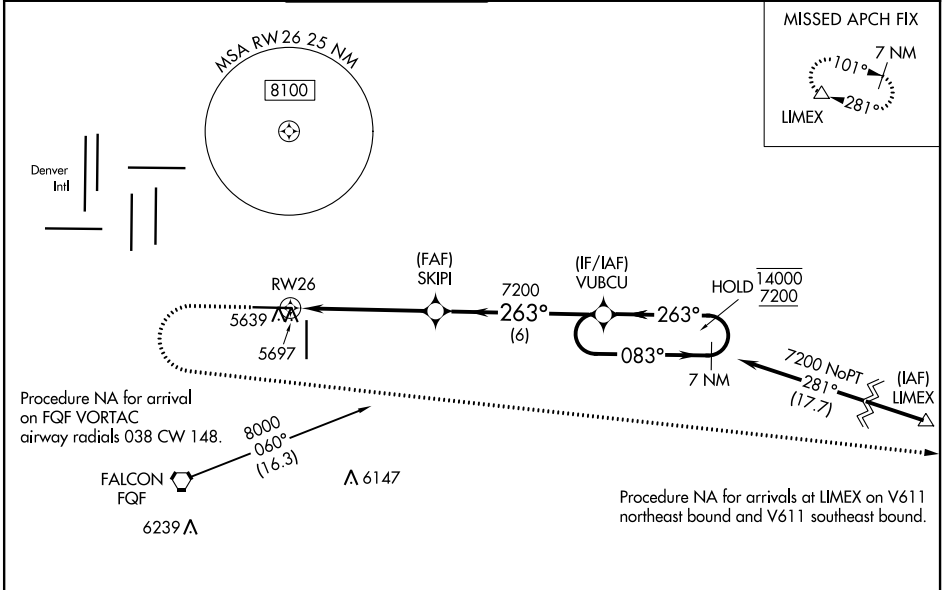 MSA RW26 25 NM
8100
MISSED APCH FIX
7 NM
101°
281°
LIMEX
Denver
Intl
(FAF)
SKIPI
(IF/IAF)
VUBCU
HOLD
14000
7200
RW26
7200
263°
(6)
263°
5639
5697
083°
7 NM
7200 NoPT
281°
(17.7)
(IAF)
LIMEX
Procedure NA for arrival
on FQF VORTAC
airway radials 038 CW 148.
8000
060°
(16.3)
FALCON
FQF
6147
6239
Procedure NA for arrivals at LIMEX on V611
northeast bound and V611 southeast bound.